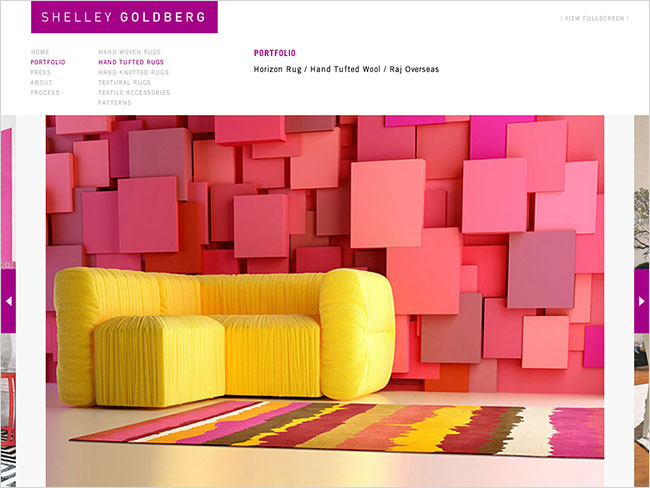 SHELLEY GOLDBERG
| VIEW FULLSCREEN |
HOME
PORTFOLIO
PRESS
ABOUT
PROCESS
HAND WOVEN RUGS
HAND TUFTED RUGS
HAND KNOTTED RUGS
TEXTURAL RUGS
TEXTILE ACCESSORIES
PATTERNS
PORTFOLIO
Horizon Rug / Hand Tufted Wool / Raj Overseas